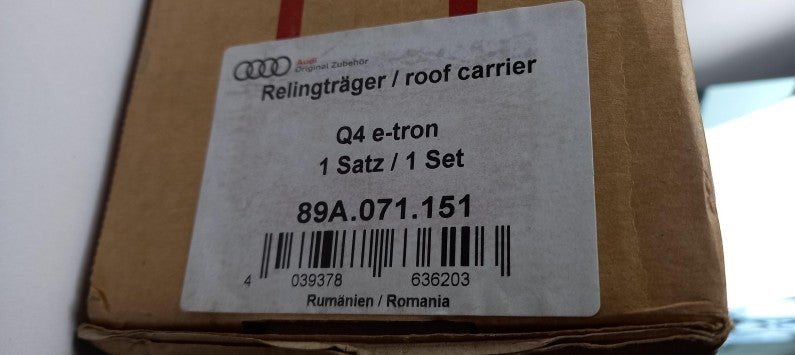 Audi
Original Zubehör
Relingträger / roof carrier
Q4 e-tron
1 Satz / 1 Set
89A.071.151
4 039378 636203
Rumänien / Romania